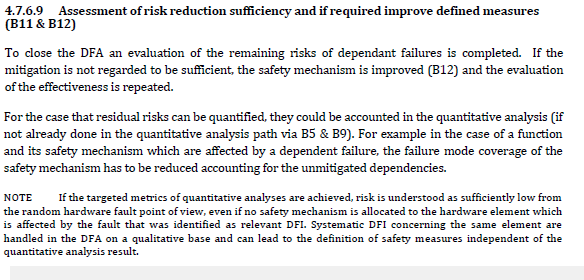 4.7.6.9 Assessment of risk reduction sufficiency and if required improve defined measures
(B11 & B12)
To close the DFA an evaluation of the remaining risks of dependant failures is completed. If the
mitigation is not regarded to be sufficient, the safety mechanism is improved (B12) and the evaluation
of the effectiveness is repeated.
For the case that residual risks can be quantified, they could be accounted in the quantitative analysis (if
not already done in the quantitative analysis path via B5 & B9). For example in the case of a function
and its safety mechanism which are affected by a dependent failure, the failure mode coverage of the
safety mechanism has to be reduced accounting for the unmitigated dependencies.
NOTE If the targeted metrics of quantitative analyses are achieved, risk is understood as sufficiently low from
the random hardware fault point of view, even if no safety mechanism is allocated to the hardware element which
is affected by the fault that was identified as relevant DFI. Systematic DFI concerning the same element are
handled in the DFA on a qualitative base and can lead to the definition of safety measures independent of the
quantitative analysis result.